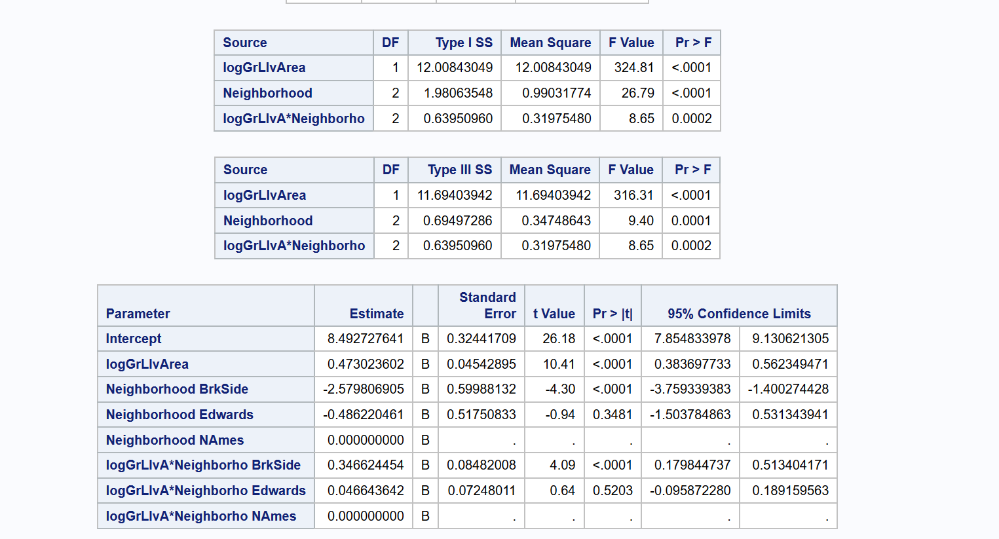 Source DF Type I SS Mean Square F Value Pr > F
logGrLIvArea 1 12.00843049 12.00843049 324.81 <.0001
Neighborhood 2 1.98063548 0.99031774 26.79 <.0001
logGrLIvA*Neighborho 2 0.63950960 0.31975480 8.65 0.0002
Source DF Type III SS Mean Square F Value Pr > F
logGrLIvArea 1 11.69403942 11.69403942 316.31 <.0001
Neighborhood 2 0.69497286 0.34748643 9.40 0.0001
logGrLIvA*Neighborho 2 0.63950960 0.31975480 8.65 0.0002
Parameter Estimate Standard Error t Value Pr > |t| 95% Confidence Limits
Intercept 8.492727641 B 0.32441709 26.18 <.0001 7.854833978 9.130621305
logGrLIvArea 0.473023602 B 0.04542895 10.41 <.0001 0.383697733 0.562349471
Neighborhood BrkSide -2.579806905 B 0.59988132 -4.30 <.0001 -3.759339383 -1.400274428
Neighborhood Edwards -0.486220461 B 0.51750833 -0.94 0.3481 -1.503784863 0.531343941
Neighborhood NAmes 0.000000000 B . . . . .
logGrLIvA*Neighborho BrkSide 0.346624454 B 0.08482008 4.09 <.0001 0.179844737 0.513404171
logGrLIvA*Neighborho Edwards 0.046643642 B 0.07248011 0.64 0.5203 -0.095872280 0.189159563
logGrLIvA*Neighborho NAmes 0.000000000 B . . . . .